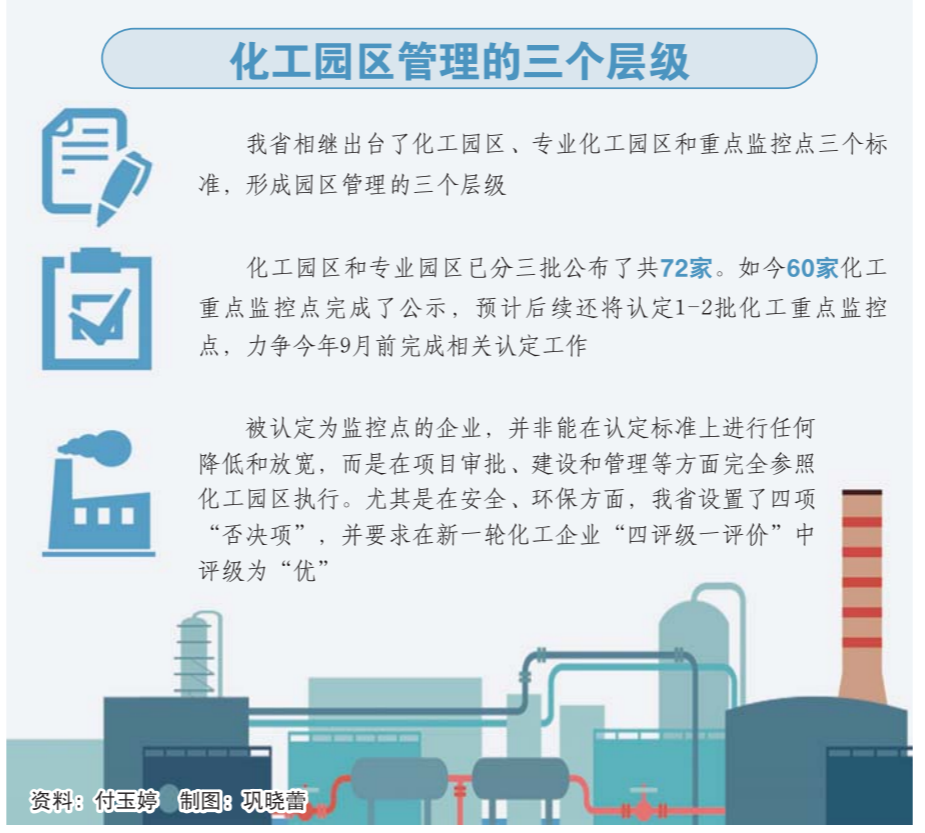 化工园区管理的三个层级
我省相继出台了化工园区、专业化工园区和重点监控点三个标
准，形成园区管理的三个层级
化工园区和专业园区已分三批公布了共72家。如今60家化工
重点监控点完成了公示，预计后续还将认定1-2批化工重点监控
点，力争今年9月前完成相关认定工作
被认定为监控点的企业，并非能在认定标准上进行任何
降低和放宽，而是在项目审批、建设和管理等方面完全参照
化工园区执行。尤其是在安全、环保方面，我省设置了四项
“否决项”，并要求在新一轮化工企业“四评级一评价”中
评级为“优”
资料：付玉婷　制图：巩晓蕾